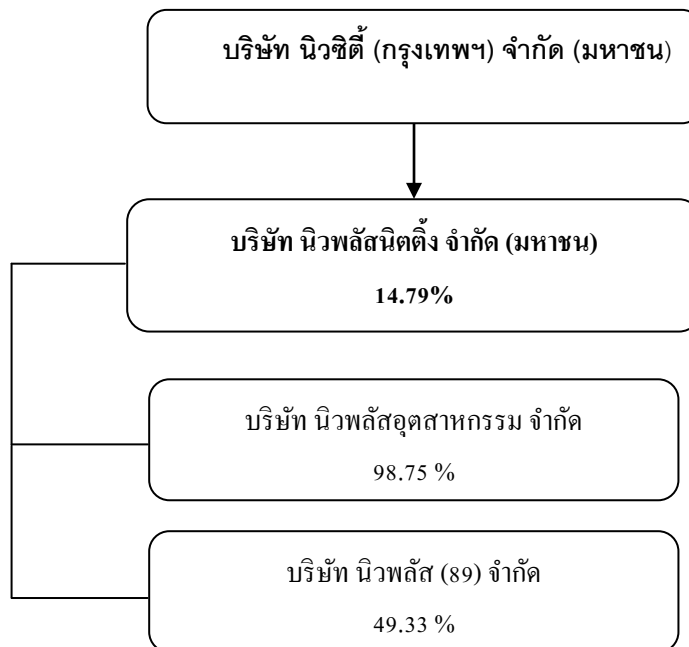 บริษัท นิวซิตี้ (กรุงเทพฯ) จำกัด (มหาชน)
บริษัท นิวพลัสนิตติ้ง จำกัด (มหาชน)
14.79%
บริษัท นิวพลัสอุตสาหกรรม จำกัด
98.75 %
บริษัท นิวพลัส (89) จำกัด
49.33 %